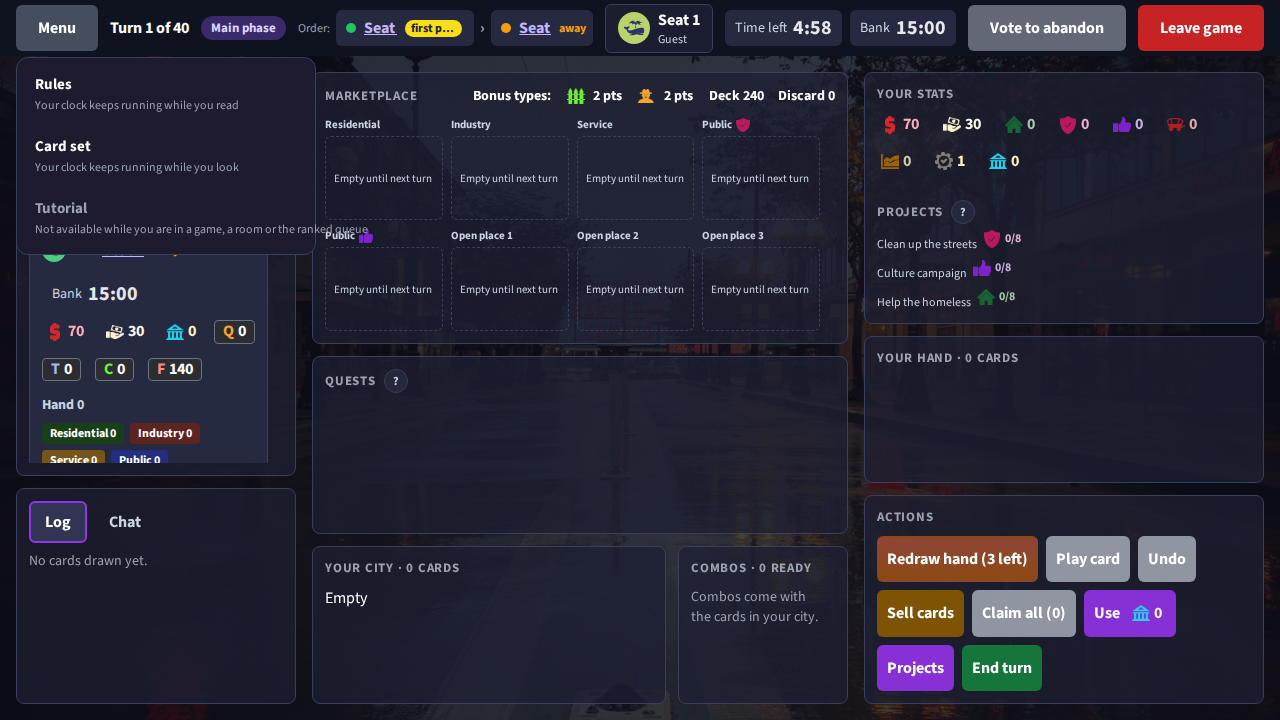 Menu
Turn 1 of 40
Main phase
Order:
Seat
first p...
›
Seat
away
Seat 1
Guest
Time left 4:58
Bank 15:00
Vote to abandon
Leave game
Rules
Your clock keeps running while you read
Card set
Your clock keeps running while you look
Tutorial
Not available while you are in a game, a room or the ranked queue
Bank 15:00
70
30
0
Q 0
T 0
C 0
F 140
Hand 0
Residential 0
Industry 0
Service 0
Public 0
Log
Chat
No cards drawn yet.
MARKETPLACE
Bonus types:
2 pts
2 pts
Deck 240
Discard 0
Residential
Industry
Service
Public
Empty until next turn
Empty until next turn
Empty until next turn
Empty until next turn
Public
Open place 1
Open place 2
Open place 3
Empty until next turn
Empty until next turn
Empty until next turn
Empty until next turn
QUESTS
?
YOUR CITY · 0 CARDS
Empty
COMBOS · 0 READY
Combos come with
the cards in your city.
YOUR STATS
70
30
0
0
0
0
0
1
0
PROJECTS
?
Clean up the streets 0/8
Culture campaign 0/8
Help the homeless 0/8
YOUR HAND · 0 CARDS
ACTIONS
Redraw hand (3 left)
Play card
Undo
Sell cards
Claim all (0)
Use 0
Projects
End turn